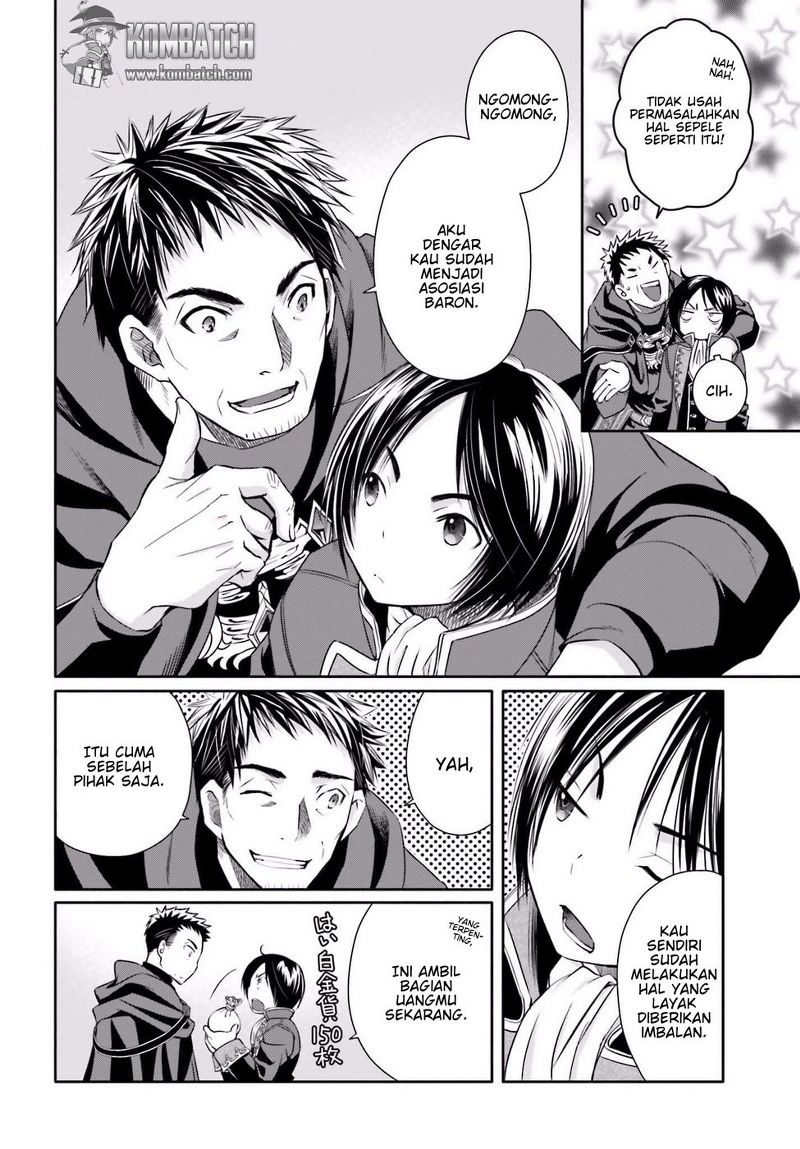 KOMBATCH
www.kombatch.com
NAH,
NAH.
TIDAK USAH
PERMASALAHKAN
HAL SEPELE
SEPERTI ITU!
CIH.
NGOMONG-
NGOMONG,
AKU
DENGAR
KAU SUDAH
MENJADI
ASOSIASI
BARON.
KAU
SENDIRI
SUDAH
MELAKUKAN
HAL YANG
LAYAK
DIBERIKAN
IMBALAN.
YAH,
ITU CUMA
SEBELAH
PIHAK SAJA.
YANG
TERPEN-
TING,
INI AMBIL
BAGIAN
UANGMU
SEKARANG.
はい白金貨150枚